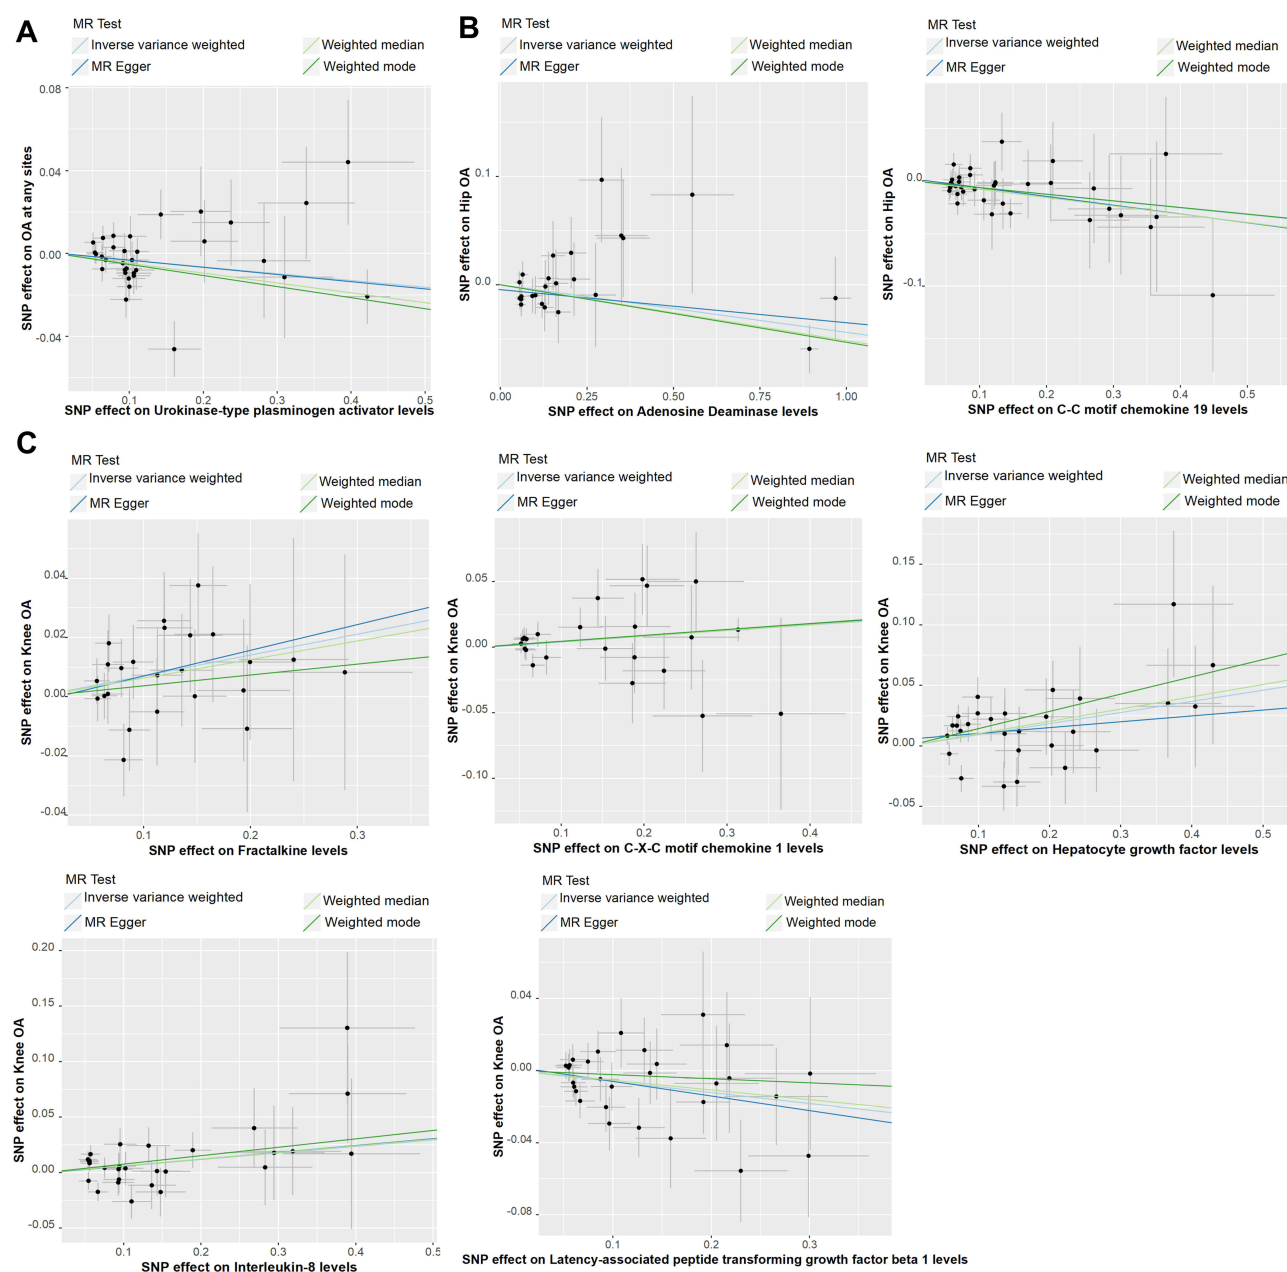 A
MR Test
Inverse variance weighted
Weighted median
MR Egger
Weighted mode
SNP effect on OA at any sites
0.08
0.04
0.00
-0.04
0.1
0.2
0.3
0.4
0.5
SNP effect on Urokinase-type plasminogen activator levels
B
MR Test
Inverse variance weighted
Weighted median
MR Egger
Weighted mode
SNP effect on Hip OA
0.1
0.0
0.00
0.25
0.50
0.75
1.00
SNP effect on Adenosine Deaminase levels
MR Test
Inverse variance weighted
Weighted median
MR Egger
Weighted mode
SNP effect on Hip OA
0.0
-0.1
0.1
0.2
0.3
0.4
0.5
SNP effect on C-C motif chemokine 19 levels
C
MR Test
Inverse variance weighted
Weighted median
MR Egger
Weighted mode
SNP effect on Knee OA
0.04
0.02
0.00
-0.02
-0.04
0.1
0.2
0.3
SNP effect on Fractalkine levels
MR Test
Inverse variance weighted
Weighted median
MR Egger
Weighted mode
SNP effect on Knee OA
0.05
0.00
-0.05
-0.10
0.1
0.2
0.3
0.4
SNP effect on C-X-C motif chemokine 1 levels
MR Test
Inverse variance weighted
Weighted median
MR Egger
Weighted mode
SNP effect on Knee OA
0.15
0.10
0.05
0.00
-0.05
0.1
0.2
0.3
0.4
0.5
SNP effect on Hepatocyte growth factor levels
MR Test
Inverse variance weighted
Weighted median
MR Egger
Weighted mode
SNP effect on Knee OA
0.20
0.15
0.10
0.05
0.00
-0.05
0.1
0.2
0.3
0.4
0.5
SNP effect on Interleukin-8 levels
MR Test
Inverse variance weighted
Weighted median
MR Egger
Weighted mode
SNP effect on Knee OA
0.04
0.00
-0.04
-0.08
0.1
0.2
0.3
SNP effect on Latency-associated peptide transforming growth factor beta 1 levels